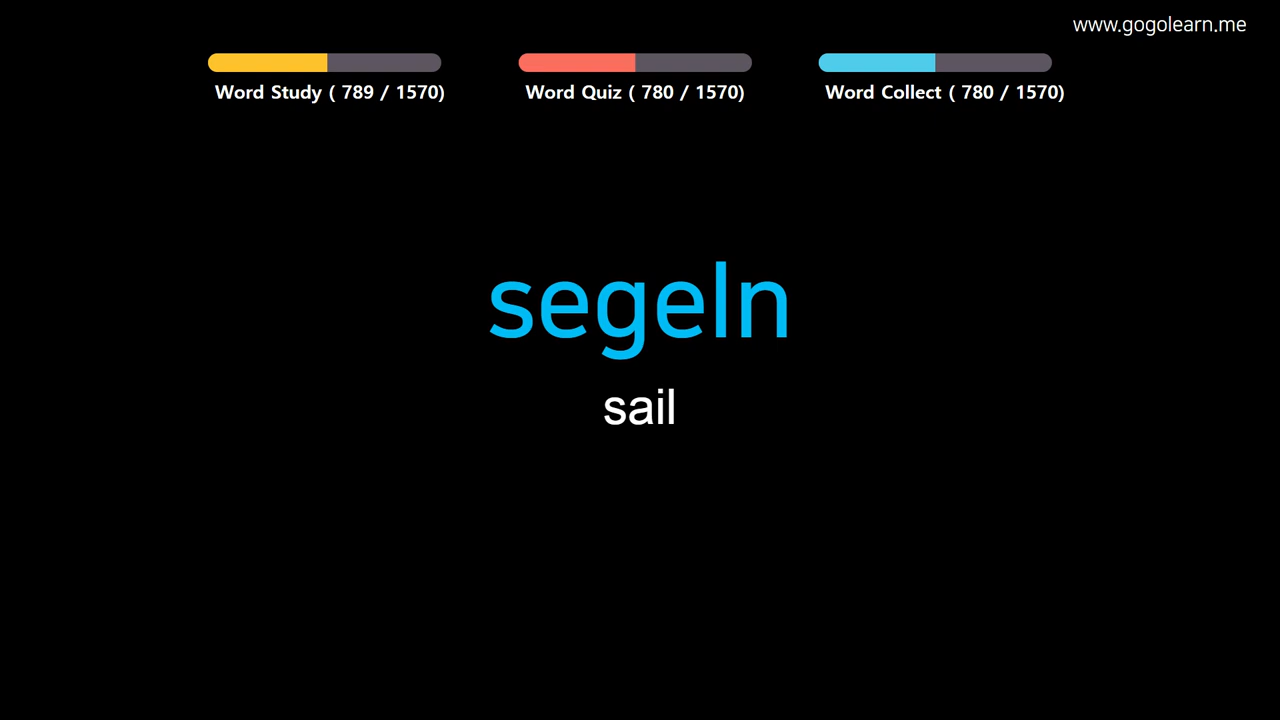 www.gogolearn.me
Word Study ( 789 / 1570)
Word Quiz ( 780 / 1570)
Word Collect ( 780 / 1570)
segeln
sail